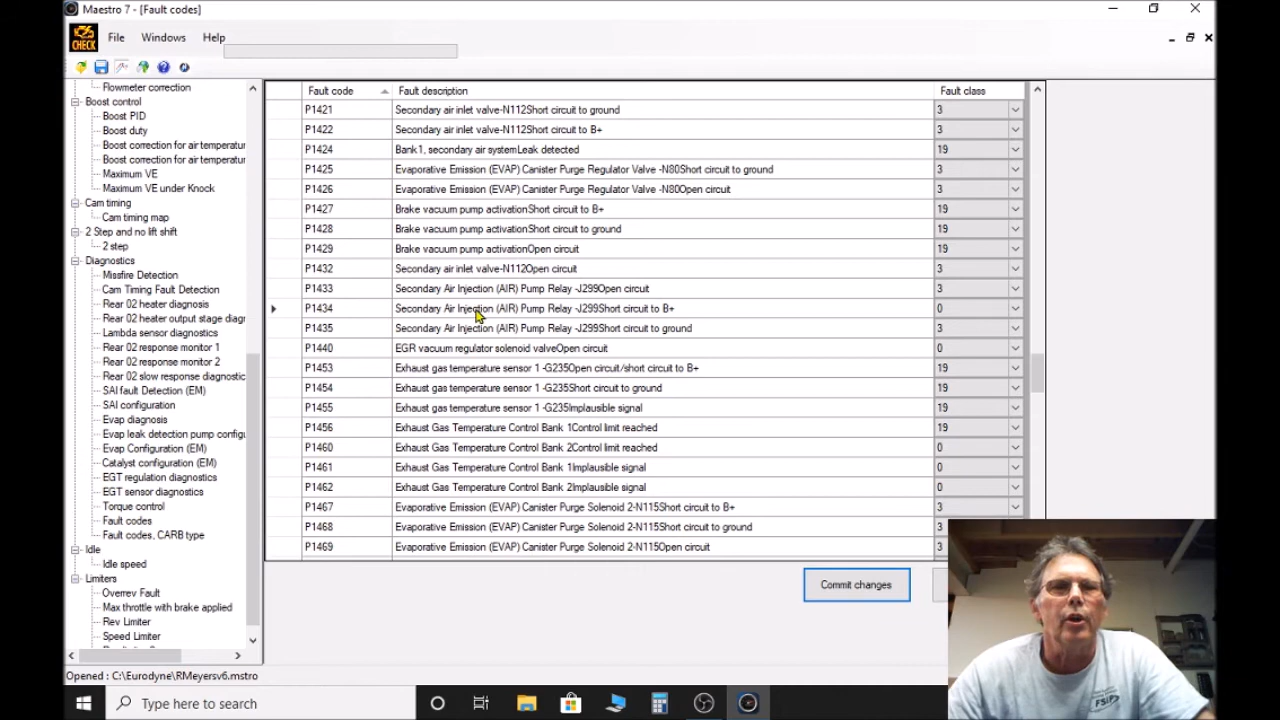 Maestro 7 - [Fault codes]
CHECK
File Windows Help
Flowmeter correction
Boost control
Boost PID
Boost duty
Boost correction for air temperatur
Boost correction for air temperatur
Maximum VE
Maximum VE under Knock
Cam timing
Cam timing map
2 Step and no lift shift
2 step
Diagnostics
Missfire Detection
Cam Timing Fault Detection
Rear 02 heater diagnosis
Rear 02 heater output stage diagr
Lambda sensor diagnostics
Rear 02 response monitor 1
Rear 02 response monitor 2
Rear 02 slow response diagnostic
SAI fault Detection (EM)
SAI configuration
Evap diagnosis
Evap leak detection pump configu
Evap Configuration (EM)
Catalyst configuration (EM)
EGT regulation diagnostics
EGT sensor diagnostics
Torque control
Fault codes
Fault codes, CARB type
Idle
Idle speed
Limiters
Overrev Fault
Max throttle with brake applied
Rev Limiter
Speed Limiter
Fault code Fault description Fault class
P1421 Secondary air inlet valve-N112Short circuit to ground 3
P1422 Secondary air inlet valve-N112Short circuit to B+ 3
P1424 Bank1, secondary air systemLeak detected 19
P1425 Evaporative Emission (EVAP) Canister Purge Regulator Valve -N80Short circuit to ground 3
P1426 Evaporative Emission (EVAP) Canister Purge Regulator Valve -N80Open circuit 3
P1427 Brake vacuum pump activationShort circuit to B+ 19
P1428 Brake vacuum pump activationShort circuit to ground 19
P1429 Brake vacuum pump activationOpen circuit 19
P1432 Secondary air inlet valve-N112Open circuit 3
P1433 Secondary Air Injection (AIR) Pump Relay -J299Open circuit 3
P1434 Secondary Air Injection (AIR) Pump Relay -J299Short circuit to B+ 0
P1435 Secondary Air Injection (AIR) Pump Relay -J299Short circuit to ground 3
P1440 EGR vacuum regulator solenoid valveOpen circuit 0
P1453 Exhaust gas temperature sensor 1 -G235Open circuit/short circuit to B+ 19
P1454 Exhaust gas temperature sensor 1 -G235Short circuit to ground 19
P1455 Exhaust gas temperature sensor 1 -G235Implausible signal 19
P1456 Exhaust Gas Temperature Control Bank 1Control limit reached 19
P1460 Exhaust Gas Temperature Control Bank 2Control limit reached 0
P1461 Exhaust Gas Temperature Control Bank 1Implausible signal 0
P1462 Exhaust Gas Temperature Control Bank 2Implausible signal 0
P1467 Evaporative Emission (EVAP) Canister Purge Solenoid 2-N115Short circuit to B+ 3
P1468 Evaporative Emission (EVAP) Canister Purge Solenoid 2-N115Short circuit to ground 3
P1469 Evaporative Emission (EVAP) Canister Purge Solenoid 2-N115Open circuit 3
Commit changes
FSiP
Opened : C:\Eurodyne\RMeyersv6.mstro
Type here to search